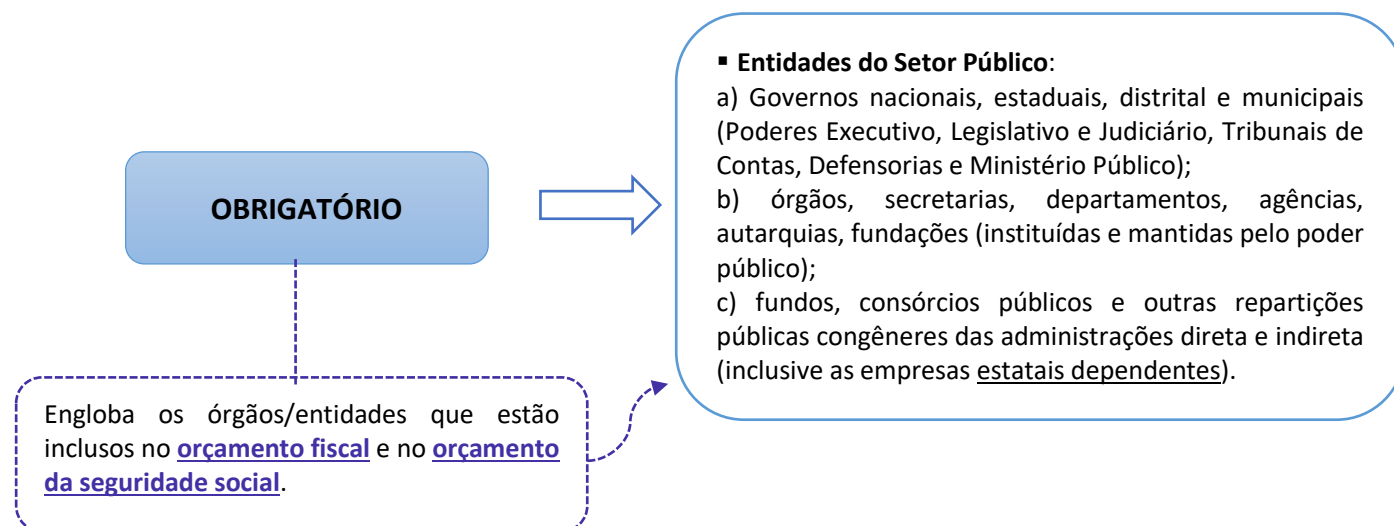 OBRIGATÓRIO
Engloba os órgãos/entidades que estão
inclusos no orçamento fiscal e no orçamento
da seguridade social.
▪ Entidades do Setor Público:
a) Governos nacionais, estaduais, distrital e municipais
(Poderes Executivo, Legislativo e Judiciário, Tribunais de
Contas, Defensorias e Ministério Público);
b) órgãos, secretarias, departamentos, agências,
autarquias, fundações (instituídas e mantidas pelo poder
público);
c) fundos, consórcios públicos e outras repartições
públicas congêneres das administrações direta e indireta
(inclusive as empresas estatais dependentes).